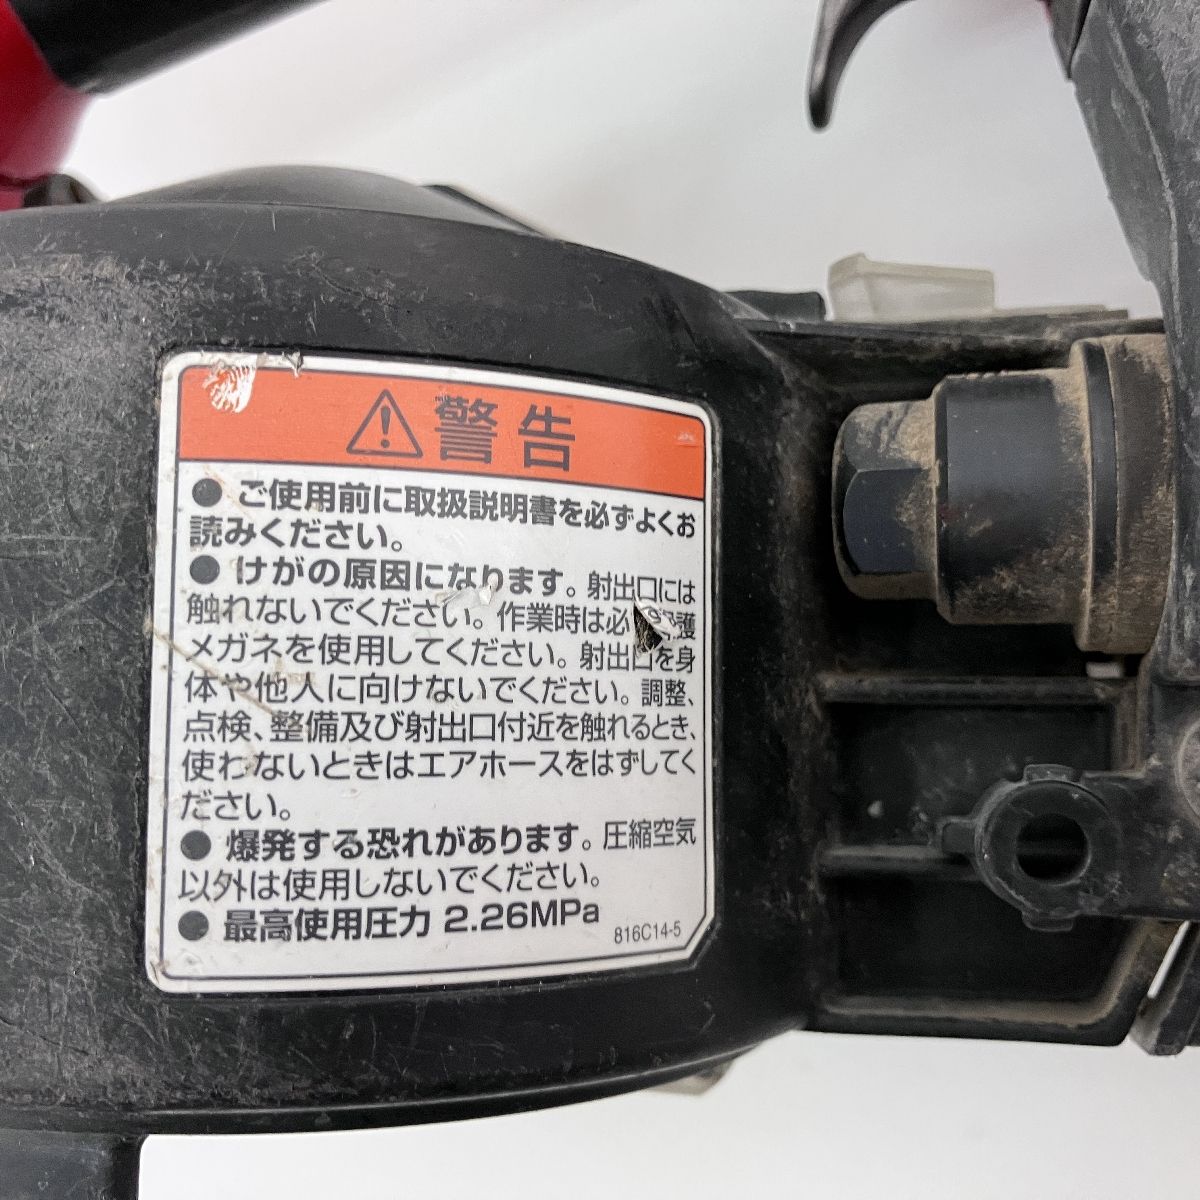 警告
● ご使用前に取扱説明書を必ずよくお
読みください。
● けがの原因になります。射出口には
触れないでください。作業時は必 護
メガネを使用してください。射出口を身
体や他人に向けないでください。調整、
点検、整備及び射出口付近を触れるとき、
使わないときはエアホースをはずしてく
ださい。
● 爆発する恐れがあります。圧縮空気
以外は使用しないでください。
● 最高使用圧力 2.26MPa
816C14-5